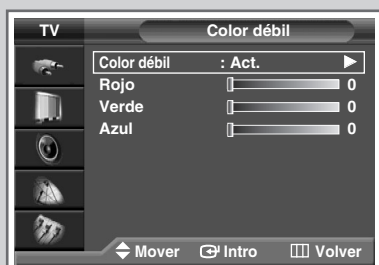 TV Color débil
Color débil : Act.
Rojo 0
Verde 0
Azul 0
Mover Intro Volver